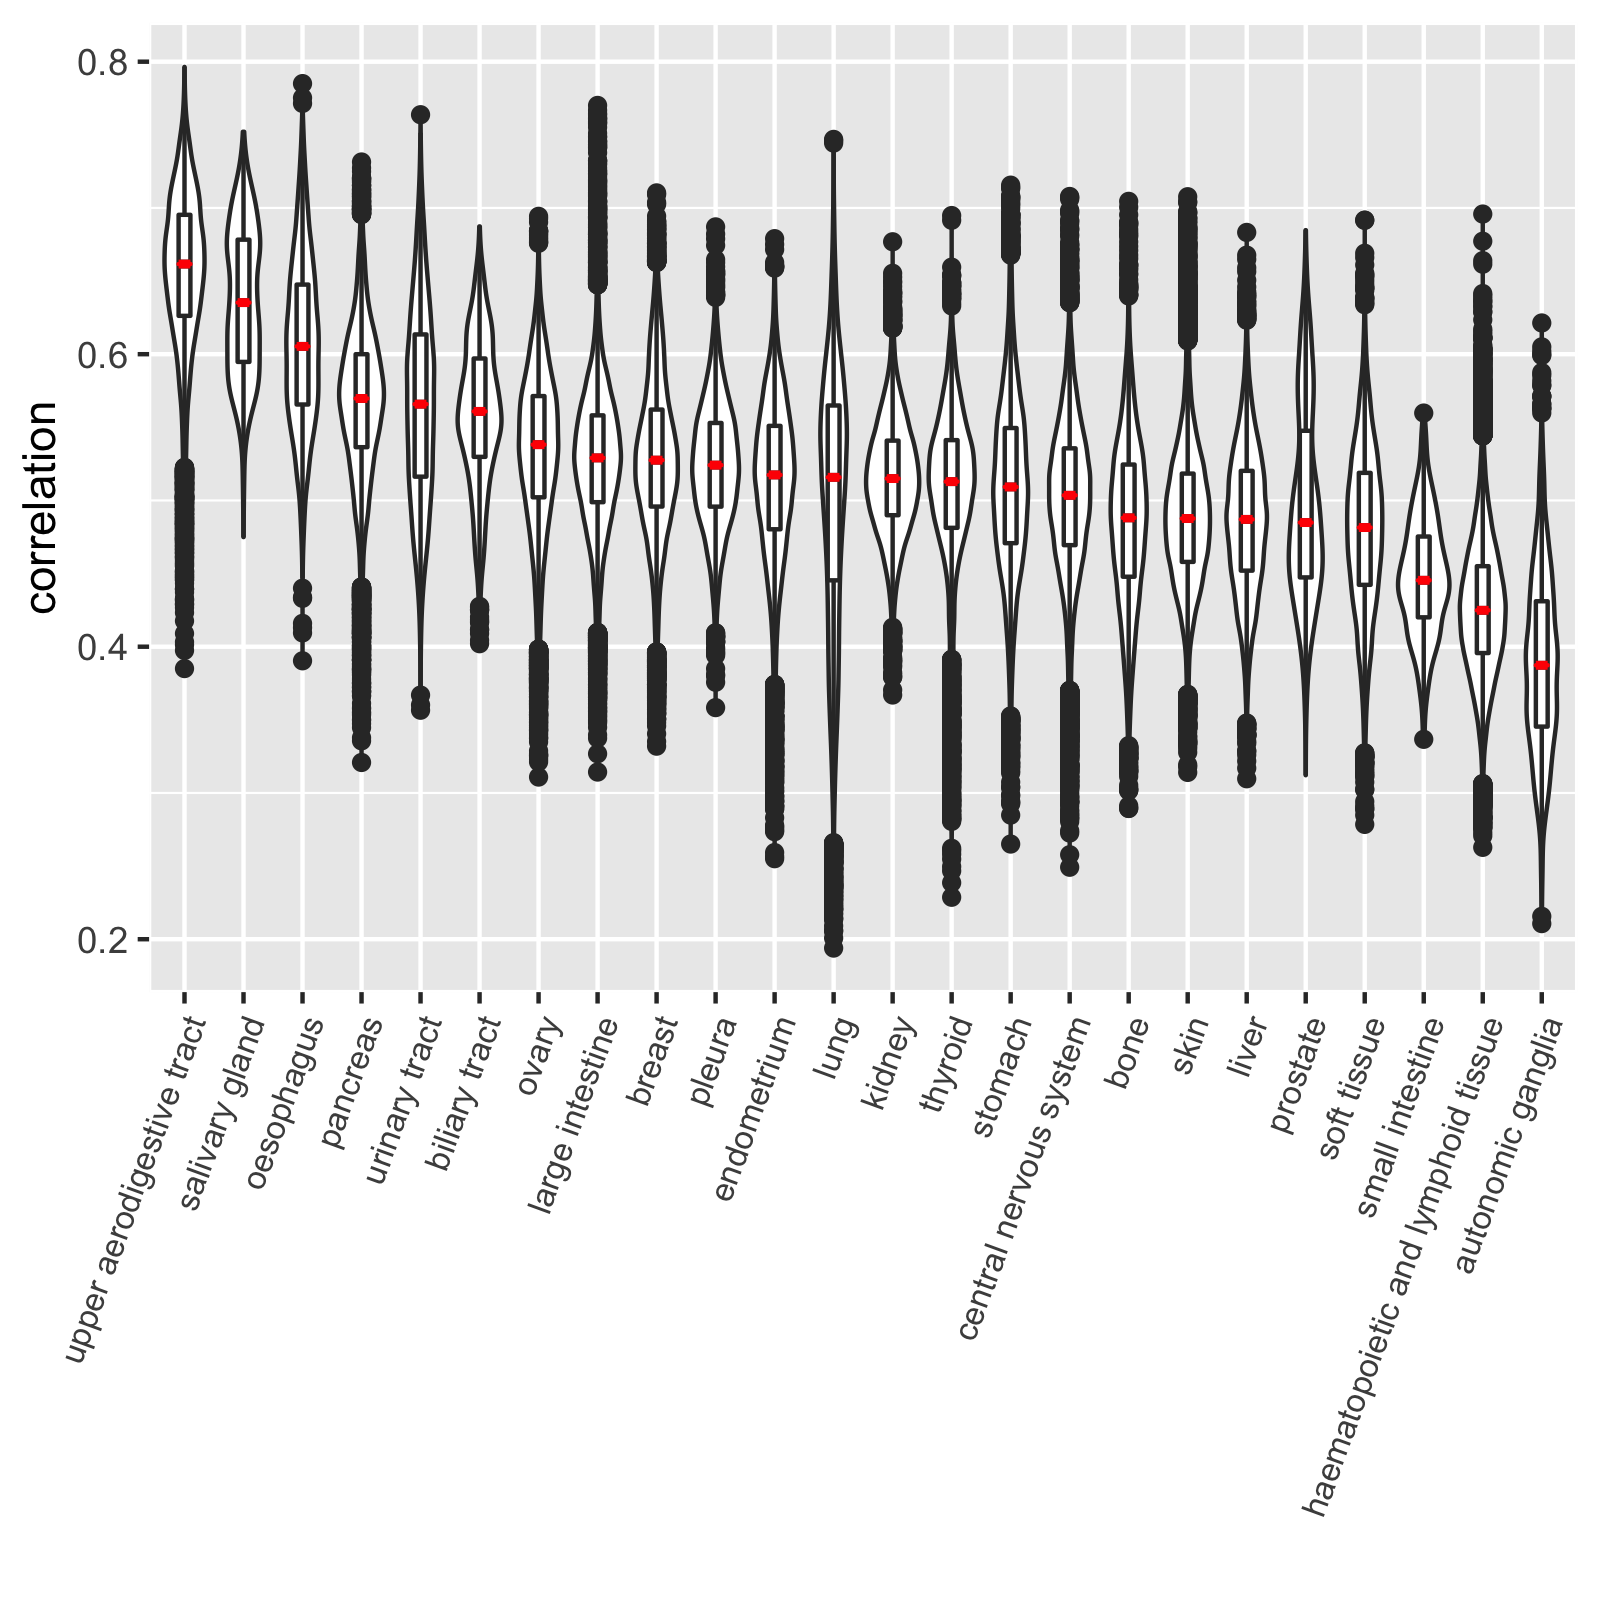 correlation
0.8
0.6
0.4
0.2
upper aerodigestive tract
salivary gland
oesophagus
pancreas
urinary tract
biliary tract
ovary
large intestine
breast
pleura
endometrium
lung
kidney
thyroid
stomach
central nervous system
bone
skin
liver
prostate
soft tissue
small intestine
haematopoietic and lymphoid tissue
autonomic ganglia